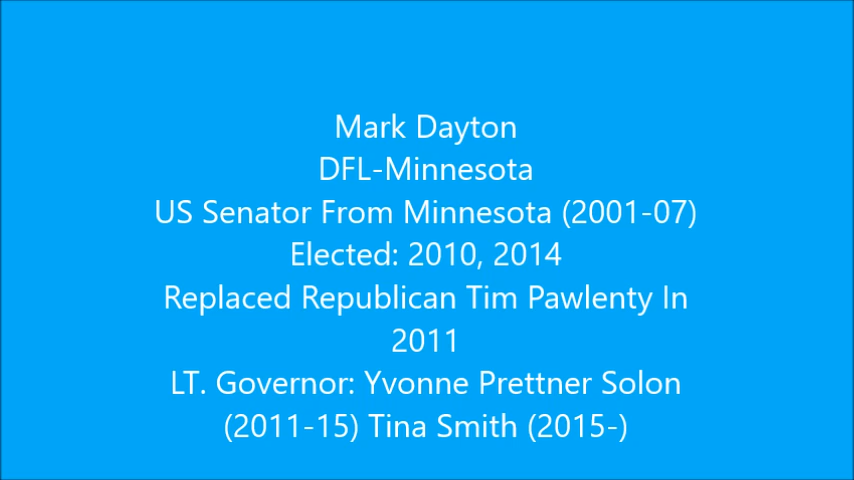 Mark Dayton
DFL-Minnesota
US Senator From Minnesota (2001-07)
Elected: 2010, 2014
Replaced Republican Tim Pawlenty In
2011
LT. Governor: Yvonne Prettner Solon
(2011-15) Tina Smith (2015-)